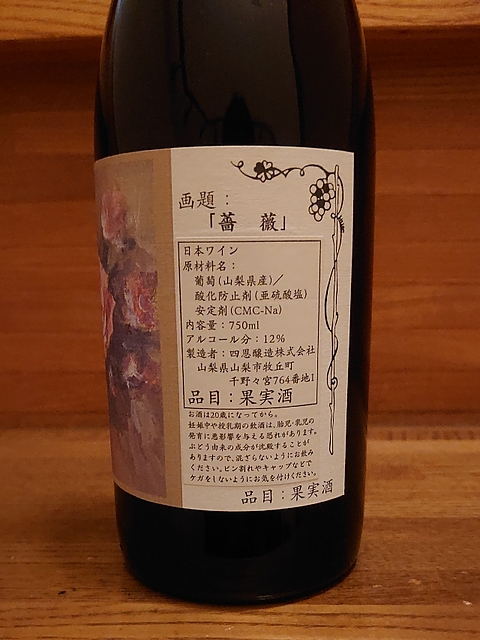 画題：
「薔 薇」
日本ワイン
原材料名：
葡萄(山梨県産)／
酸化防止剤(亜硫酸塩)
安定剤(CMC-Na)
内容量：750ml
アルコール分：12%
製造者：四恩醸造株式会社
山梨県山梨市牧丘町
千野々宮764番地1
品目：果実酒
お酒は20歳になってから。
妊娠中や授乳期の飲酒は、胎児・乳児の
発育に悪影響を与える恐れがあります。
ぶどう由来の成分が沈殿することが
ありますので、混ざらないようにお飲み
ください。ビン割れやキャップなどで
ケガをしないようにお気を付けください。
品目：果実酒